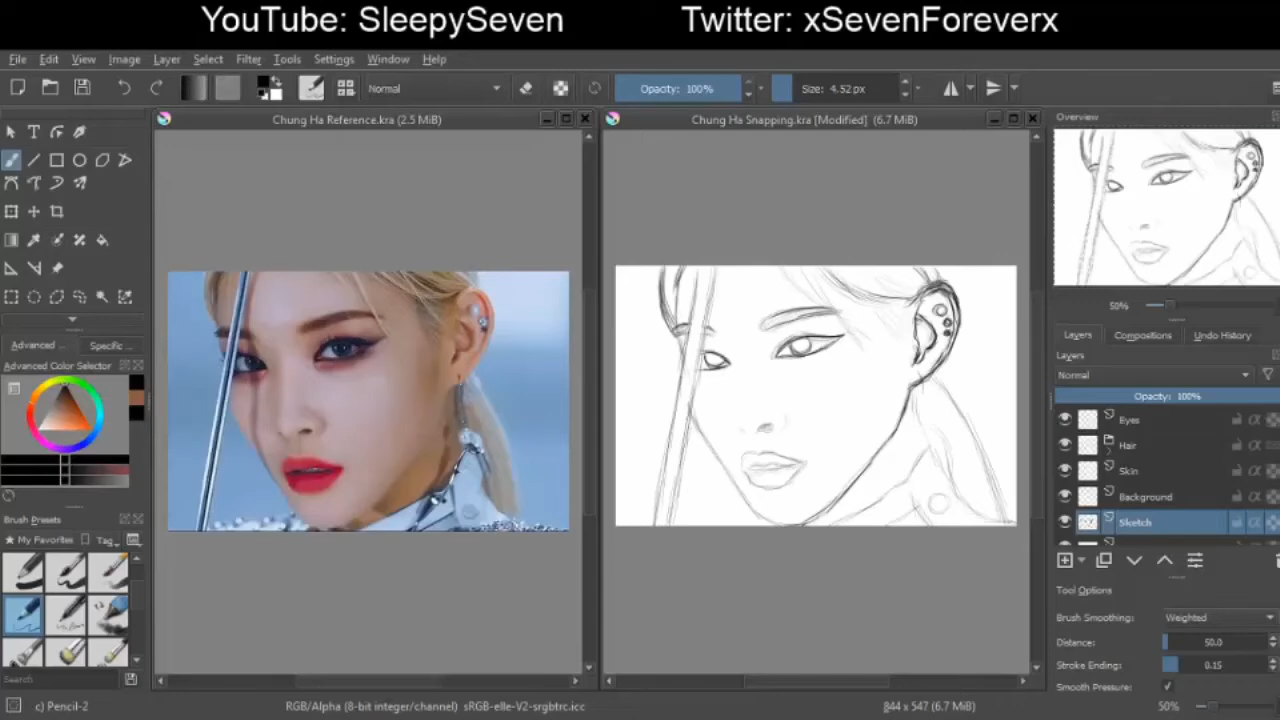 YouTube: SleepySeven Twitter: xSevenForeverx
File Edit View Image Layer Select Filter Tools Settings Window Help
Normal Opacity: 100% Size: 4.52 px
Chung Ha Reference.kra (2.5 MiB)
Chung Ha Snapping.kra [Modified] (6.7 MiB)
Overview
50%
Layers Compositions Undo History
Layers
Normal
Opacity: 100%
Eyes
Hair
Skin
Background
Sketch
Tool Options
Brush Smoothing: Weighted
Distance: 50.0
Stroke Ending: 0.15
Smooth Pressure:
Advanced ... Specific ...
Advanced Color Selector
Brush Presets
My Favorites Tag
Search
c) Pencil-2
RGB/Alpha (8-bit integer/channel) sRGB-elle-V2-srgbtrc.icc
844 x 547 (6.7 MiB)
50%